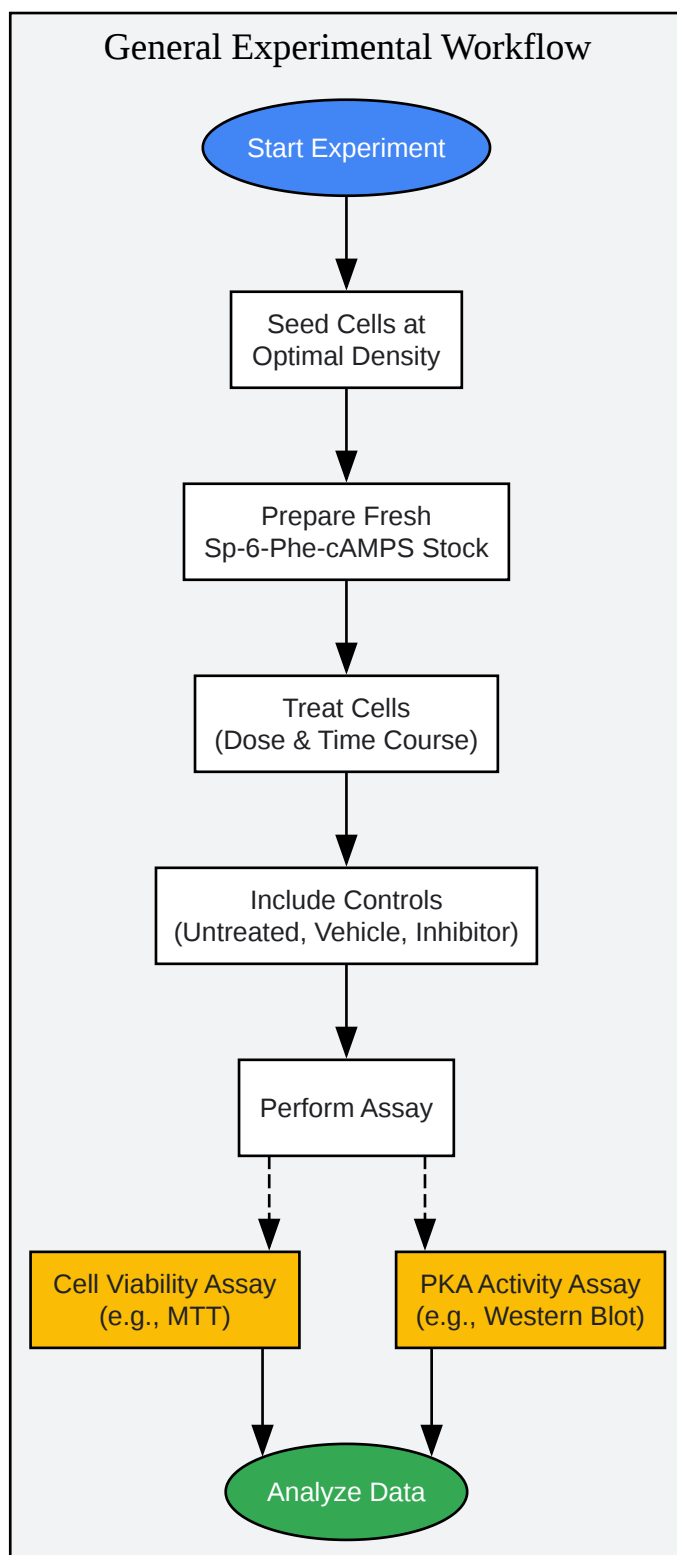 General Experimental Workflow
Start Experiment
Seed Cells at
Optimal Density
Prepare Fresh
Sp-6-Phe-cAMPS Stock
Treat Cells
(Dose & Time Course)
Include Controls
(Untreated, Vehicle, Inhibitor)
Perform Assay
Cell Viability Assay
(e.g., MTT)
PKA Activity Assay
(e.g., Western Blot)
Analyze Data